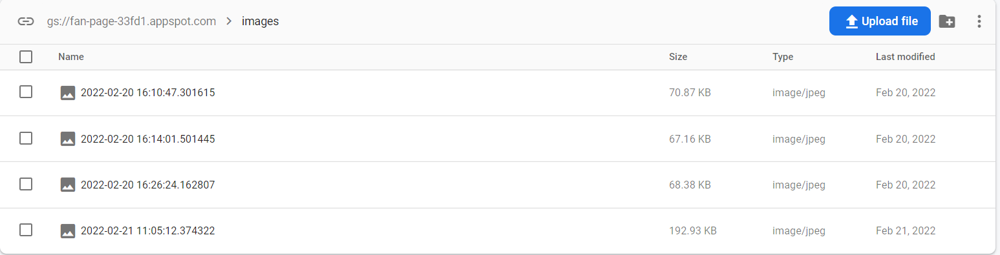 gs://fan-page-33fd1.appspot.com > images Upload file
Name Size Type Last modified
2022-02-20 16:10:47.301615 70.87 KB image/jpeg Feb 20, 2022
2022-02-20 16:14:01.501445 67.16 KB image/jpeg Feb 20, 2022
2022-02-20 16:26:24.162807 68.38 KB image/jpeg Feb 20, 2022
2022-02-21 11:05:12.374322 192.93 KB image/jpeg Feb 21, 2022